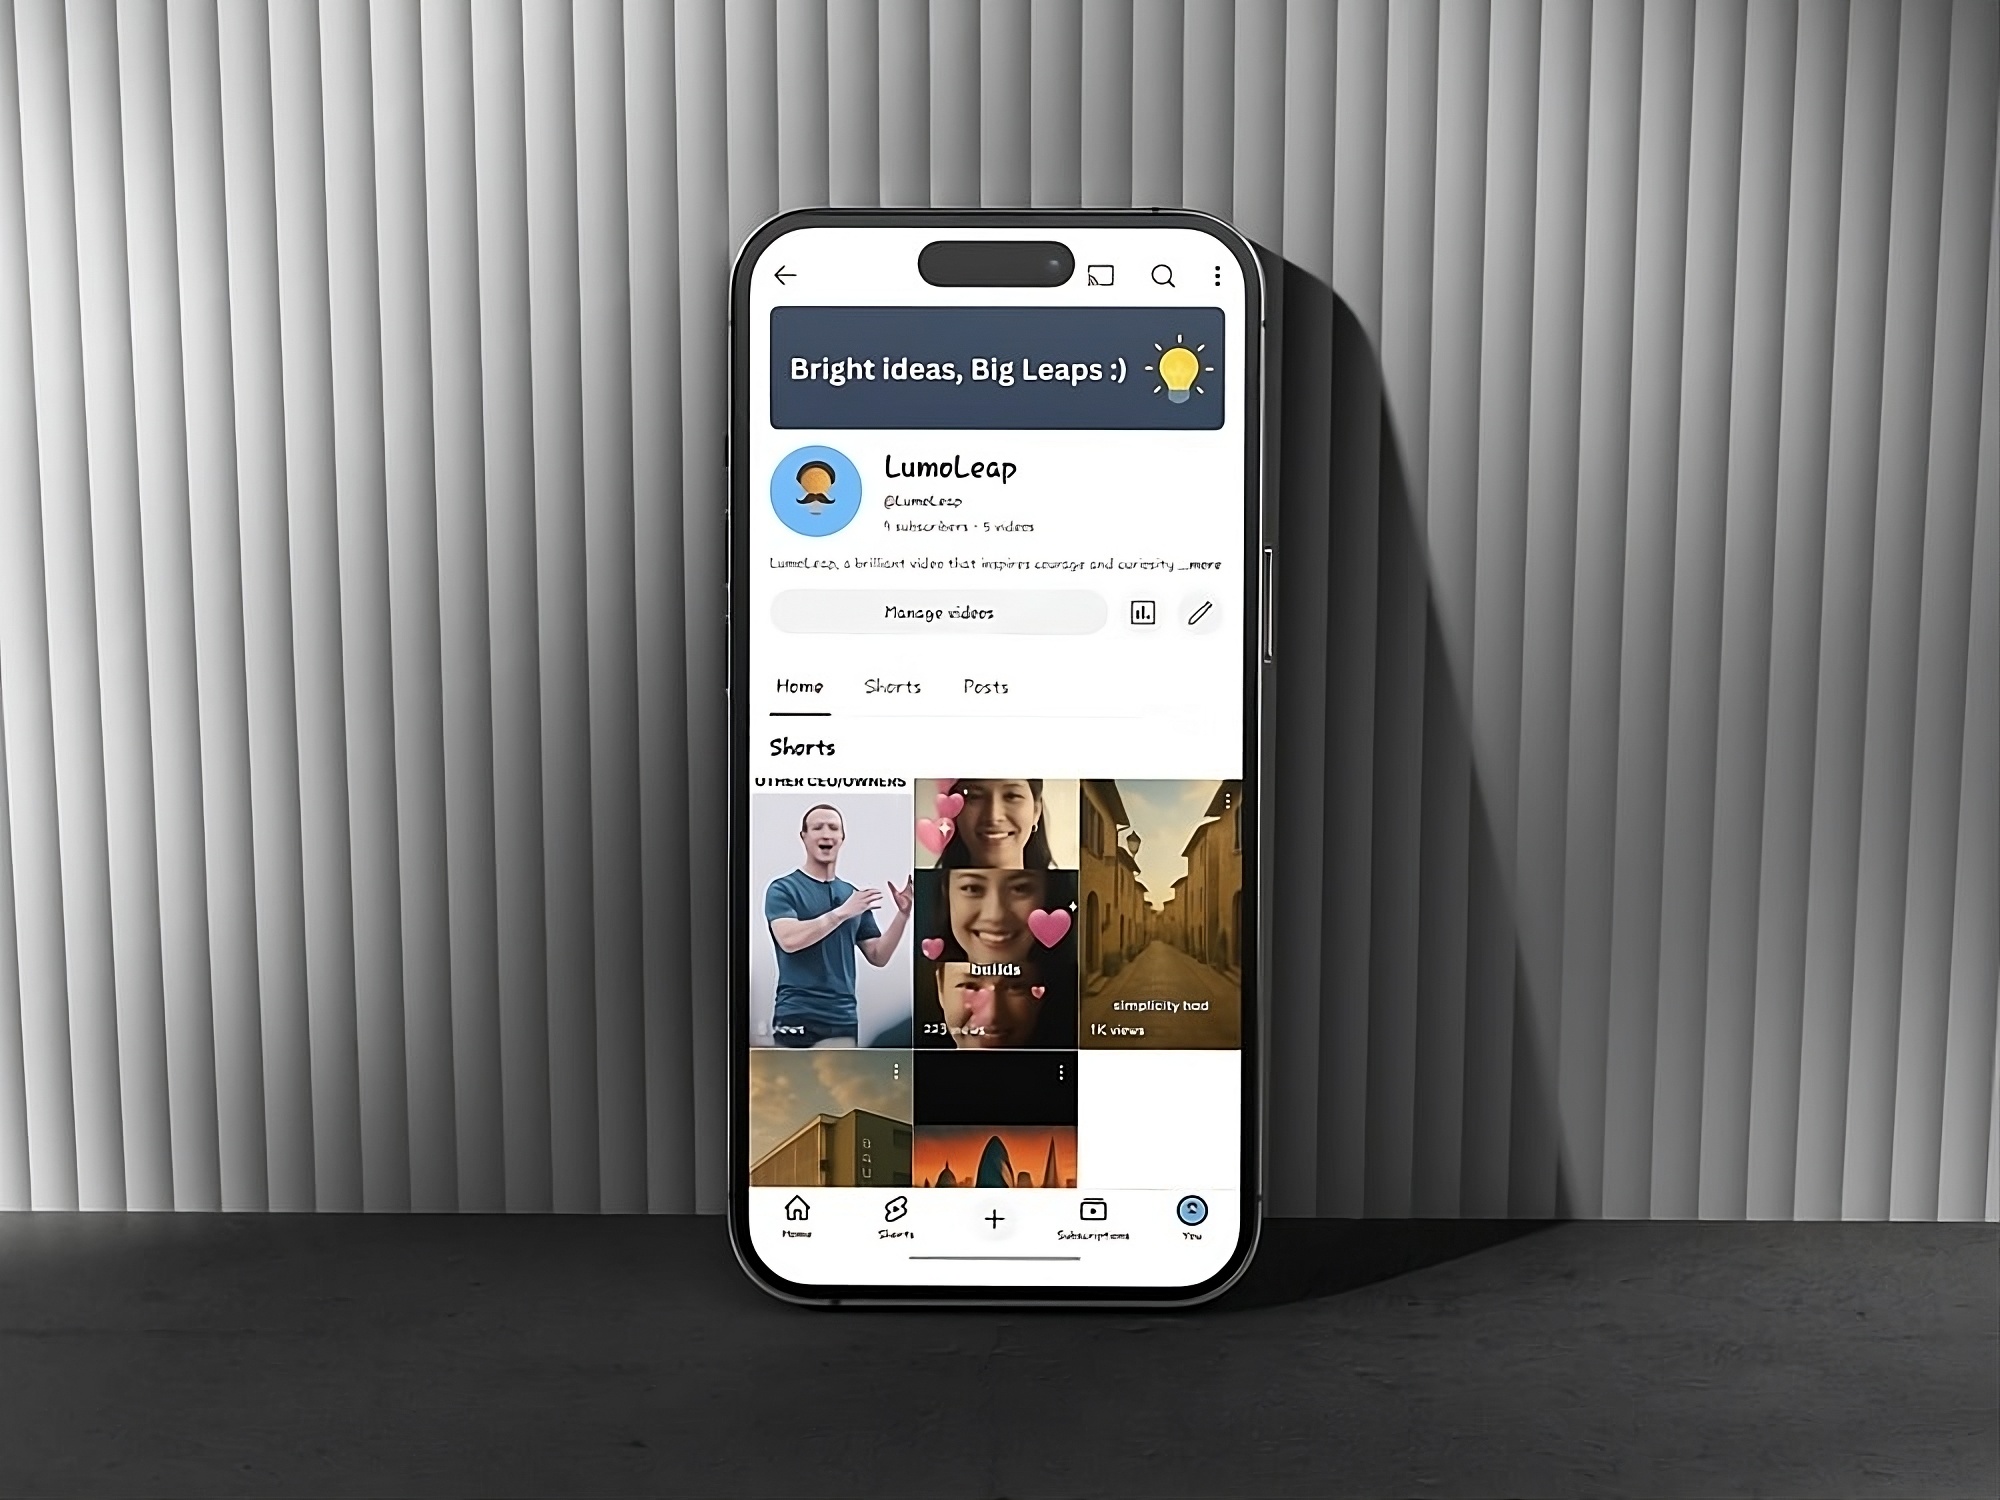 Bright ideas, Big Leaps :)
LumoLeap
@LumoLeap
9 subscribers · 5 videos
LumoLeap, a brilliant video that inspires courage and curiosity ...more
Manage videos
Home Shorts Posts
Shorts
OTHER CEO/OWNERS
builds
simplicity had
223 views
1K views
Home Shorts Subscriptions You